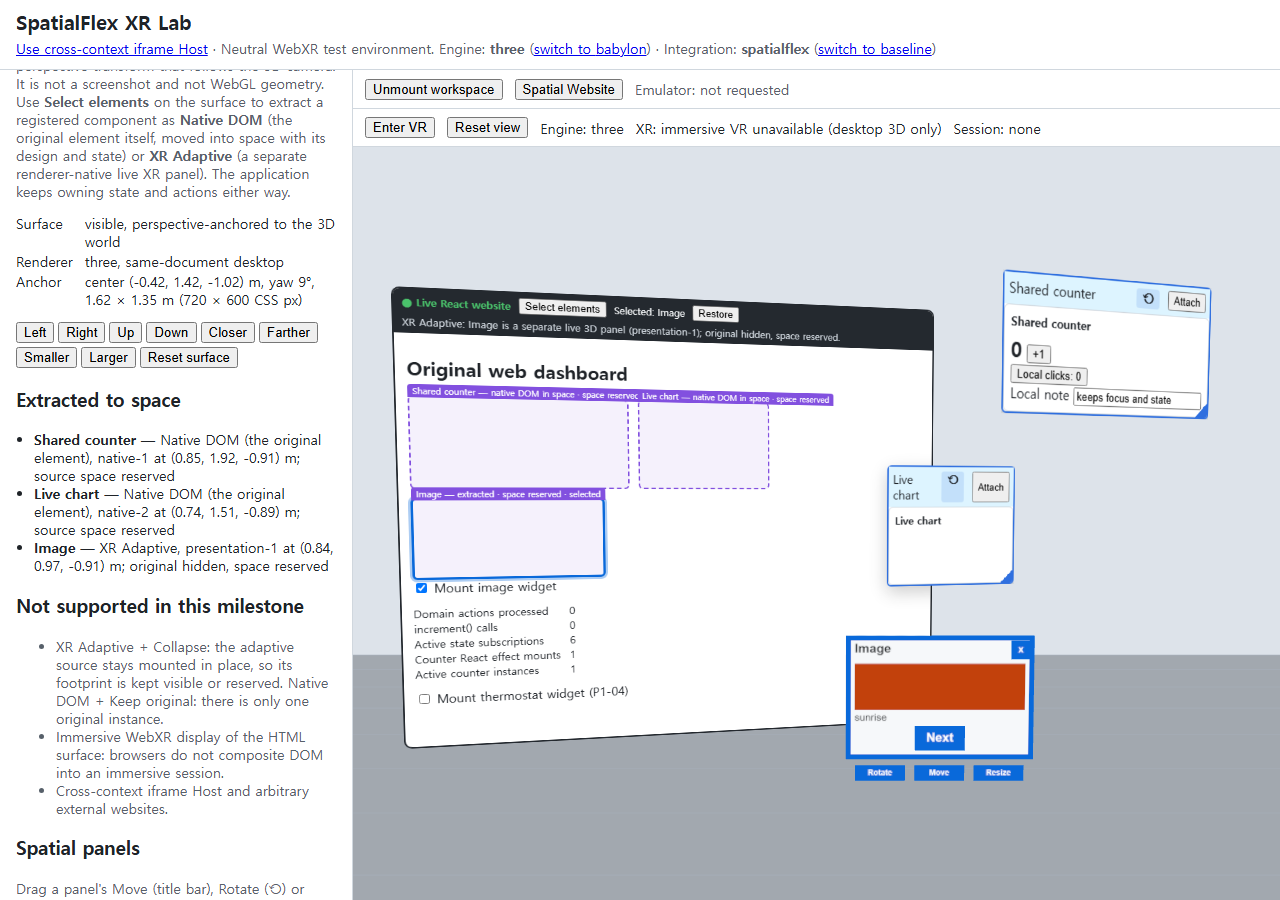 SpatialFlex XR Lab
Use cross-context iframe Host · Neutral WebXR test environment. Engine: three (switch to babylon) · Integration: spatialflex (switch to baseline)
It is not a screenshot and not WebGL geometry.
Use Select elements on the surface to extract a
registered component as Native DOM (the
original element itself, moved into space with its
design and state) or XR Adaptive (a separate
renderer-native live XR panel). The application
keeps owning state and actions either way.
Surface visible, perspective-anchored to the 3D
world
Renderer three, same-document desktop
Anchor center (-0.42, 1.42, -1.02) m, yaw 9°,
1.62 × 1.35 m (720 × 600 CSS px)
Left Right Up Down Closer Farther
Smaller Larger Reset surface
Extracted to space
• Shared counter — Native DOM (the original
element), native-1 at (0.85, 1.92, -0.91) m;
source space reserved
• Live chart — Native DOM (the original
element), native-2 at (0.74, 1.51, -0.89) m;
source space reserved
• Image — XR Adaptive, presentation-1 at (0.84,
0.97, -0.91) m; original hidden, space reserved
Not supported in this milestone
• XR Adaptive + Collapse: the adaptive
source stays mounted in place, so its
footprint is kept visible or reserved. Native
DOM + Keep original: there is only one
original instance.
• Immersive WebXR display of the HTML
surface: browsers do not composite DOM
into an immersive session.
• Cross-context iframe Host and arbitrary
external websites.
Spatial panels
Drag a panel's Move (title bar), Rotate (⟲) or
Unmount workspace Spatial Website Emulator: not requested
Enter VR Reset view Engine: three XR: immersive VR unavailable (desktop 3D only) Session: none
Live React website Select elements Selected: Image Restore
XR Adaptive: Image is a separate live 3D panel (presentation-1); original hidden, space reserved.
Original web dashboard
Shared counter — native DOM in space · space reserved Live chart — native DOM in space · space reserved
Image — extracted · space reserved · selected
Mount image widget
Domain actions processed 0
increment() calls 0
Active state subscriptions 6
Counter React effect mounts 1
Active counter instances 1
Mount thermostat widget (P1-04)
Shared counter ⟲ Attach
Shared counter
0 +1
Local clicks: 0
Local note keeps focus and state
Live
chart ⟲ Attach
Live chart
Image x
sunrise
Next
Rotate Move Resize